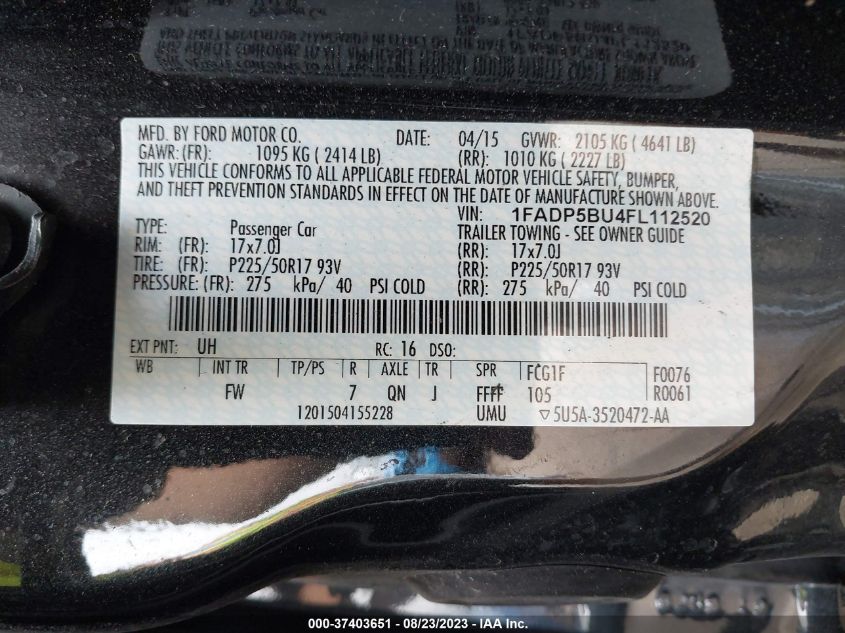 MFD. BY FORD MOTOR CO. DATE: 04/15 GVWR: 2105 KG ( 4641 LB)
GAWR:(FR): 1095 KG ( 2414 LB) (RR): 1010 KG ( 2227 LB)
THIS VEHICLE CONFORMS TO ALL APPLICABLE FEDERAL MOTOR VEHICLE SAFETY, BUMPER,
AND THEFT PREVENTION STANDARDS IN EFFECT ON THE DATE OF MANUFACTURE SHOWN ABOVE.
VIN: 1FADP5BU4FL112520
TYPE: Passenger Car TRAILER TOWING - SEE OWNER GUIDE
RIM: (FR): 17x7.0J (RR): 17x7.0J
TIRE: (FR): P225/50R17 93V (RR): P225/50R17 93V
PRESSURE: (FR): 275 kPa/ 40 PSI COLD (RR): 275 kPa/ 40 PSI COLD
EXT PNT: UH RC: 16 DSO:
WB INT TR TP/PS R AXLE TR SPR FCG1F F0076
FW 7 QN J FFFF 105 R0061
1201504155228 UMU ▽5U5A-3520472-AA
000-37403651 - 08/23/2023 - IAA Inc.